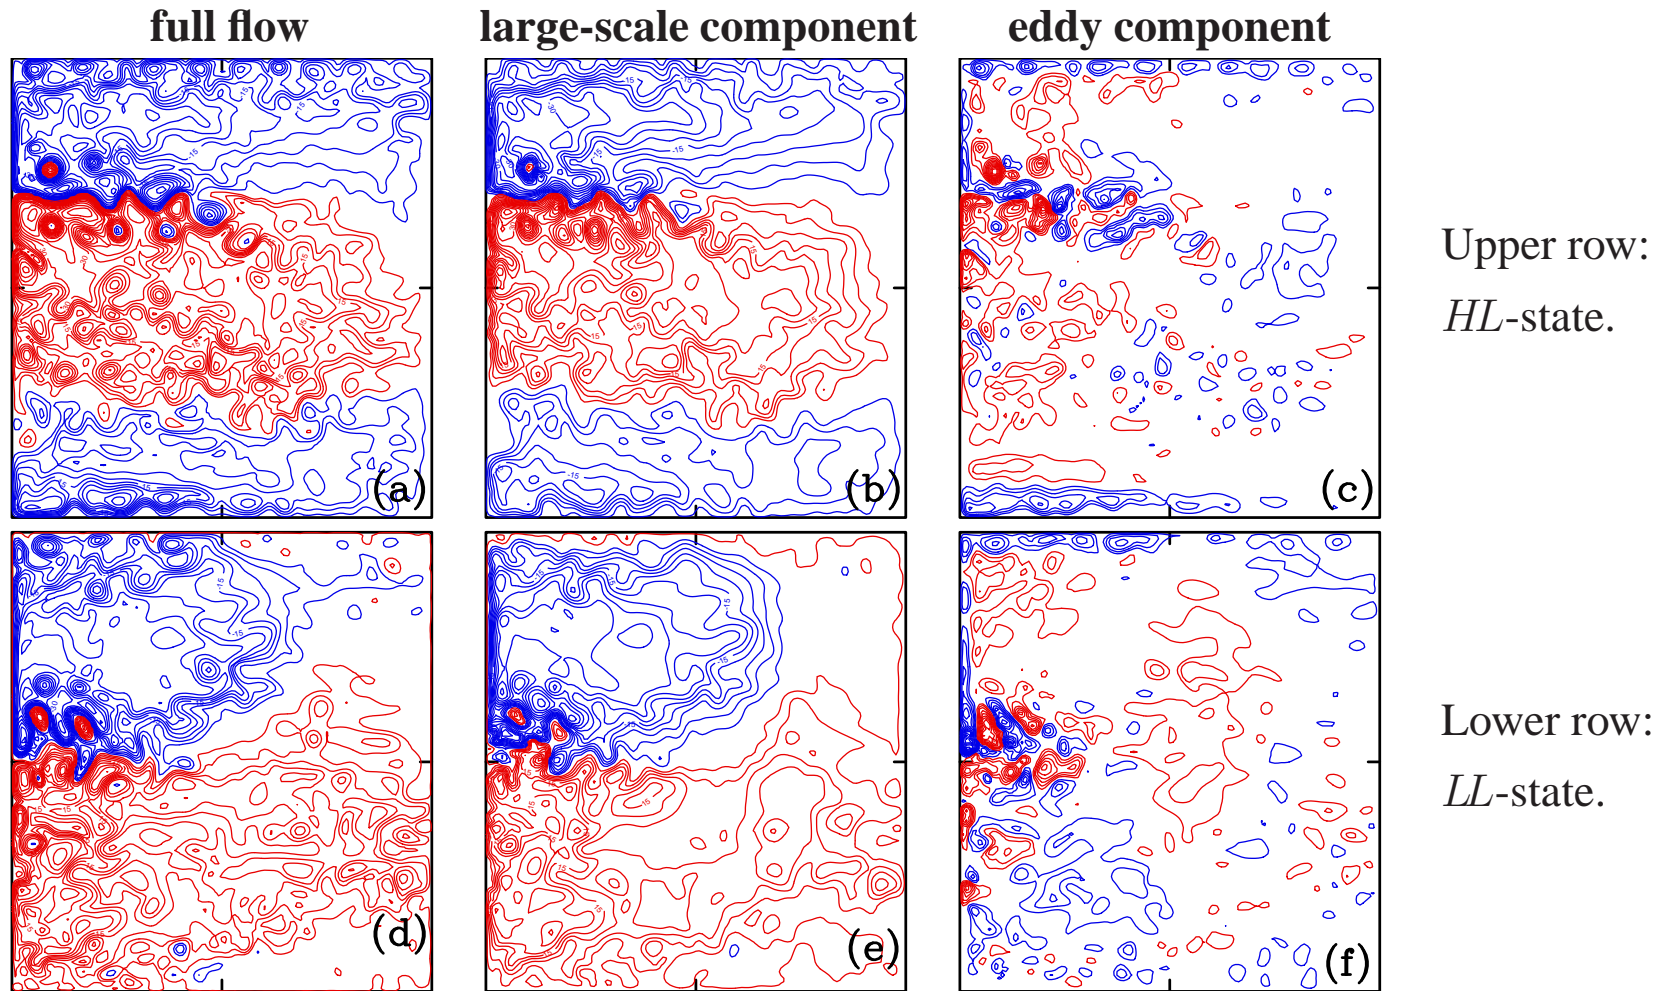 full flow large-scale component eddy component
(a) (b) (c)
Upper row:
HL-state.
(d) (e) (f)
Lower row:
LL-state.